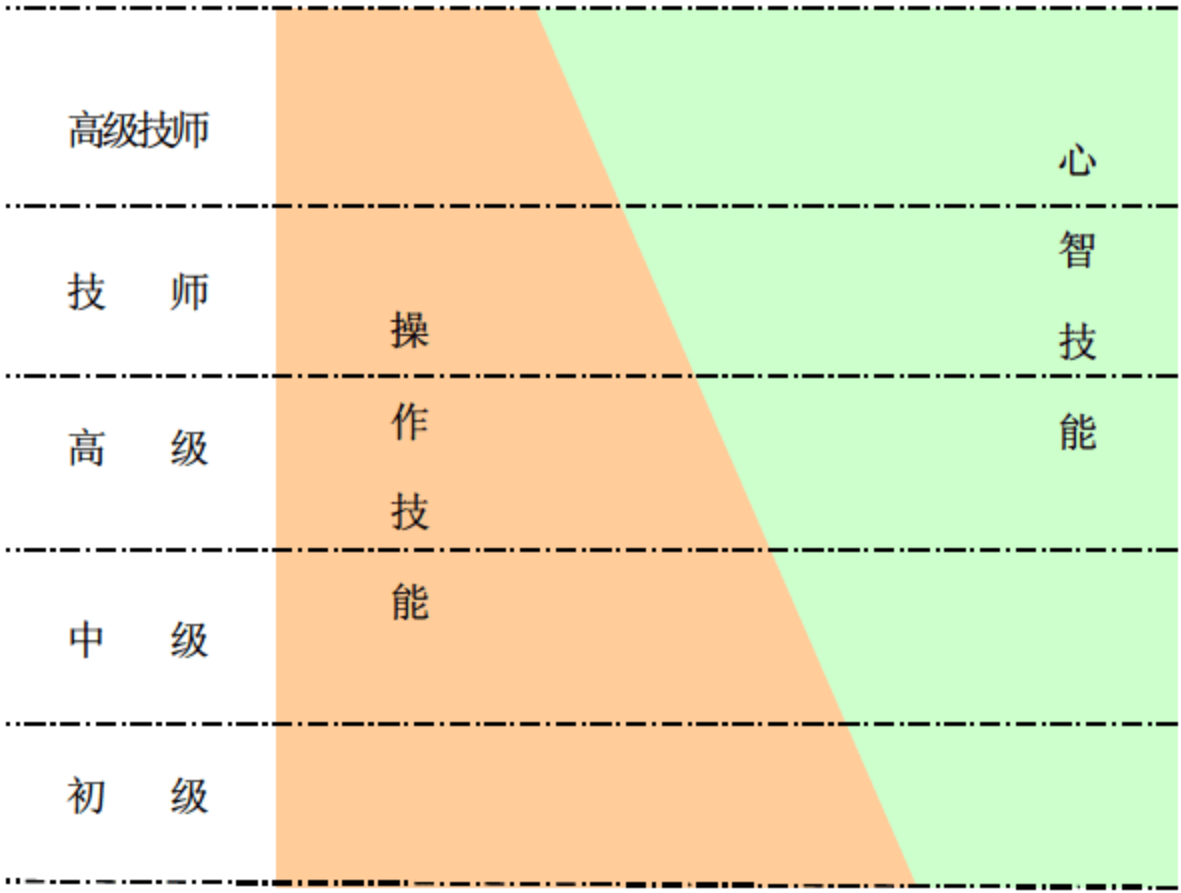 高级技师
技 师
高 级
中 级
初 级
操作技能
心智技能